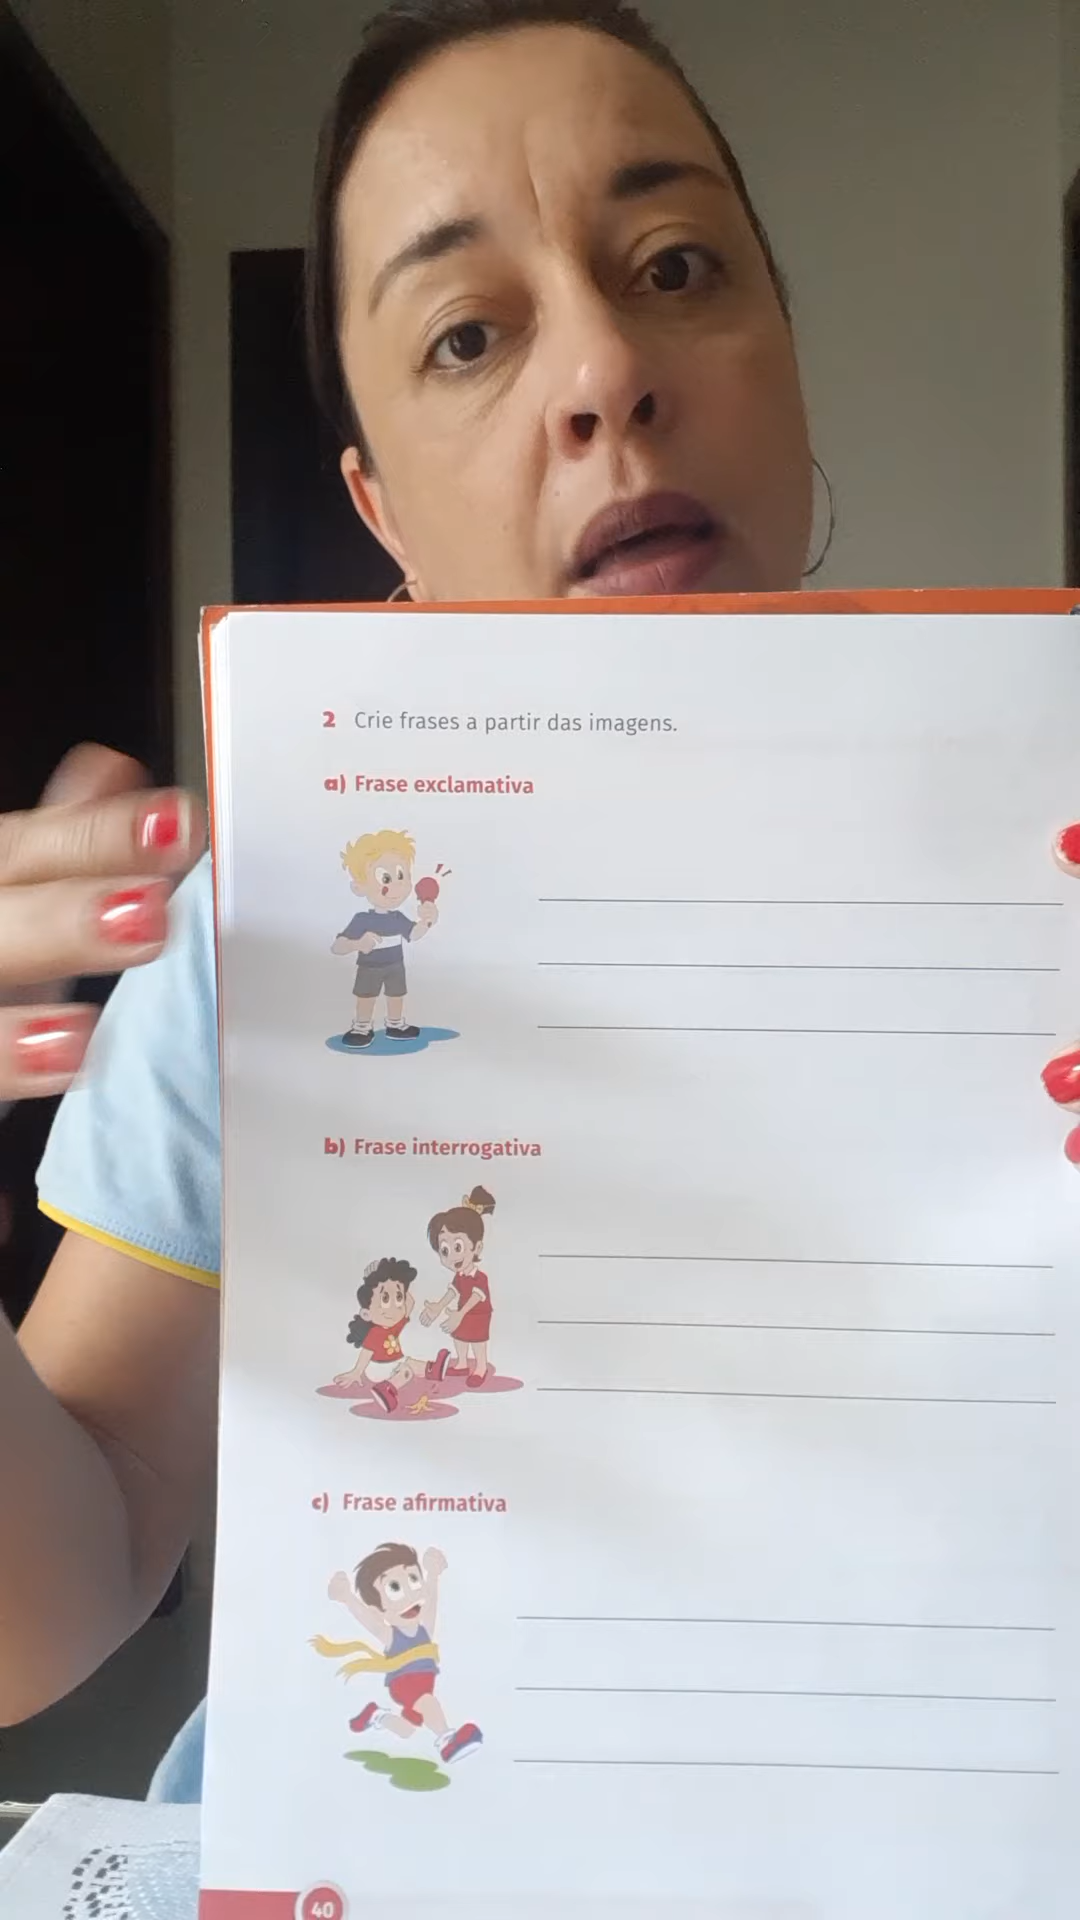 2 Crie frases a partir das imagens.
a) Frase exclamativa
b) Frase interrogativa
c) Frase afirmativa
40